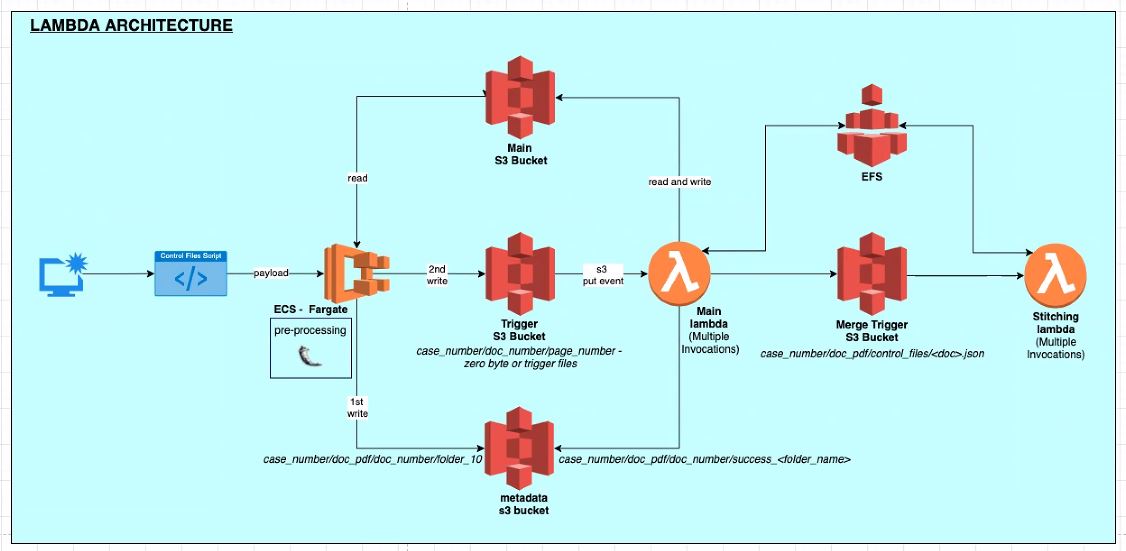 LAMBDA ARCHITECTURE
Main
S3 Bucket
EFS
read
read and write
Control Files Script
</>
payload
2nd
write
s3
put event
ECS - Fargate
pre-processing
Trigger
S3 Bucket
case_number/doc_number/page_number -
zero byte or trigger files
Main
lambda
(Multiple
Invocations)
Merge Trigger
S3 Bucket
case_number/doc_pdf/control_files/<doc>.json
Stitching
lambda
(Multiple
Invocations)
1st
write
case_number/doc_pdf/doc_number/folder_10
case_number/doc_pdf/doc_number/success_<folder_name>
metadata
s3 bucket